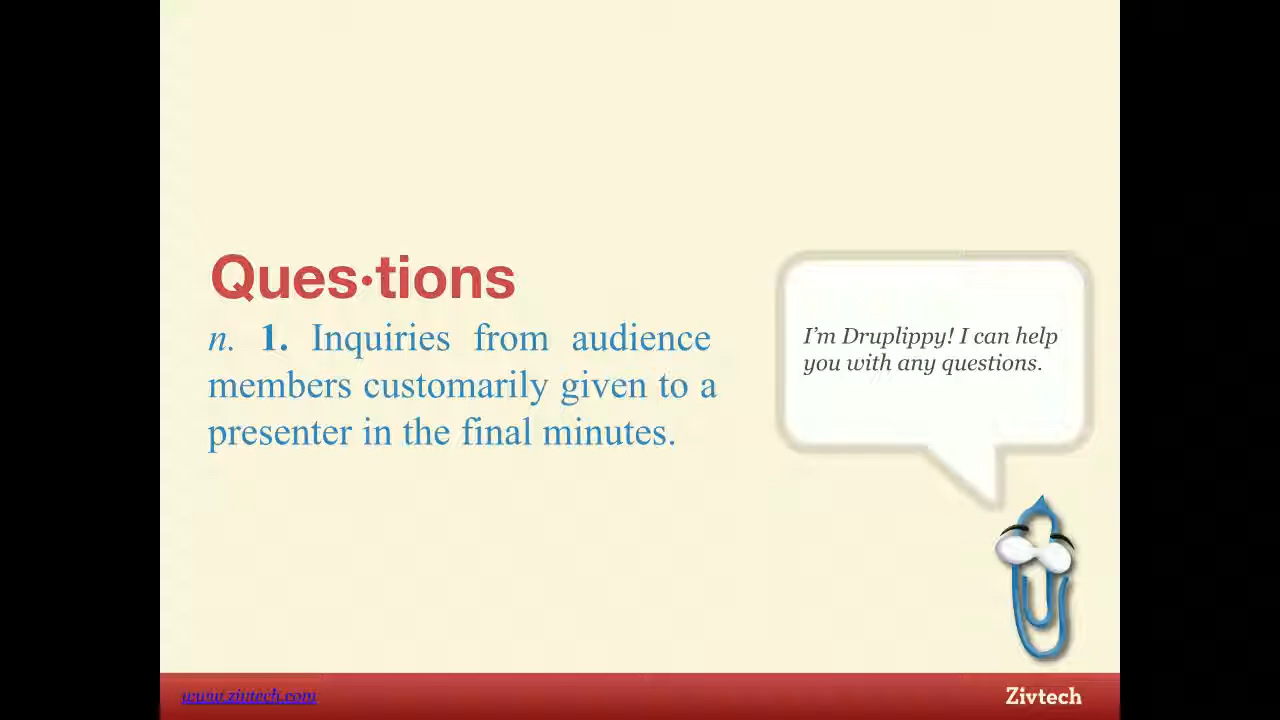 Ques·tions
n. 1. Inquiries from audience
members customarily given to a
presenter in the final minutes.
I'm Druplippy! I can help
you with any questions.
www.zivtech.com
Zivtech